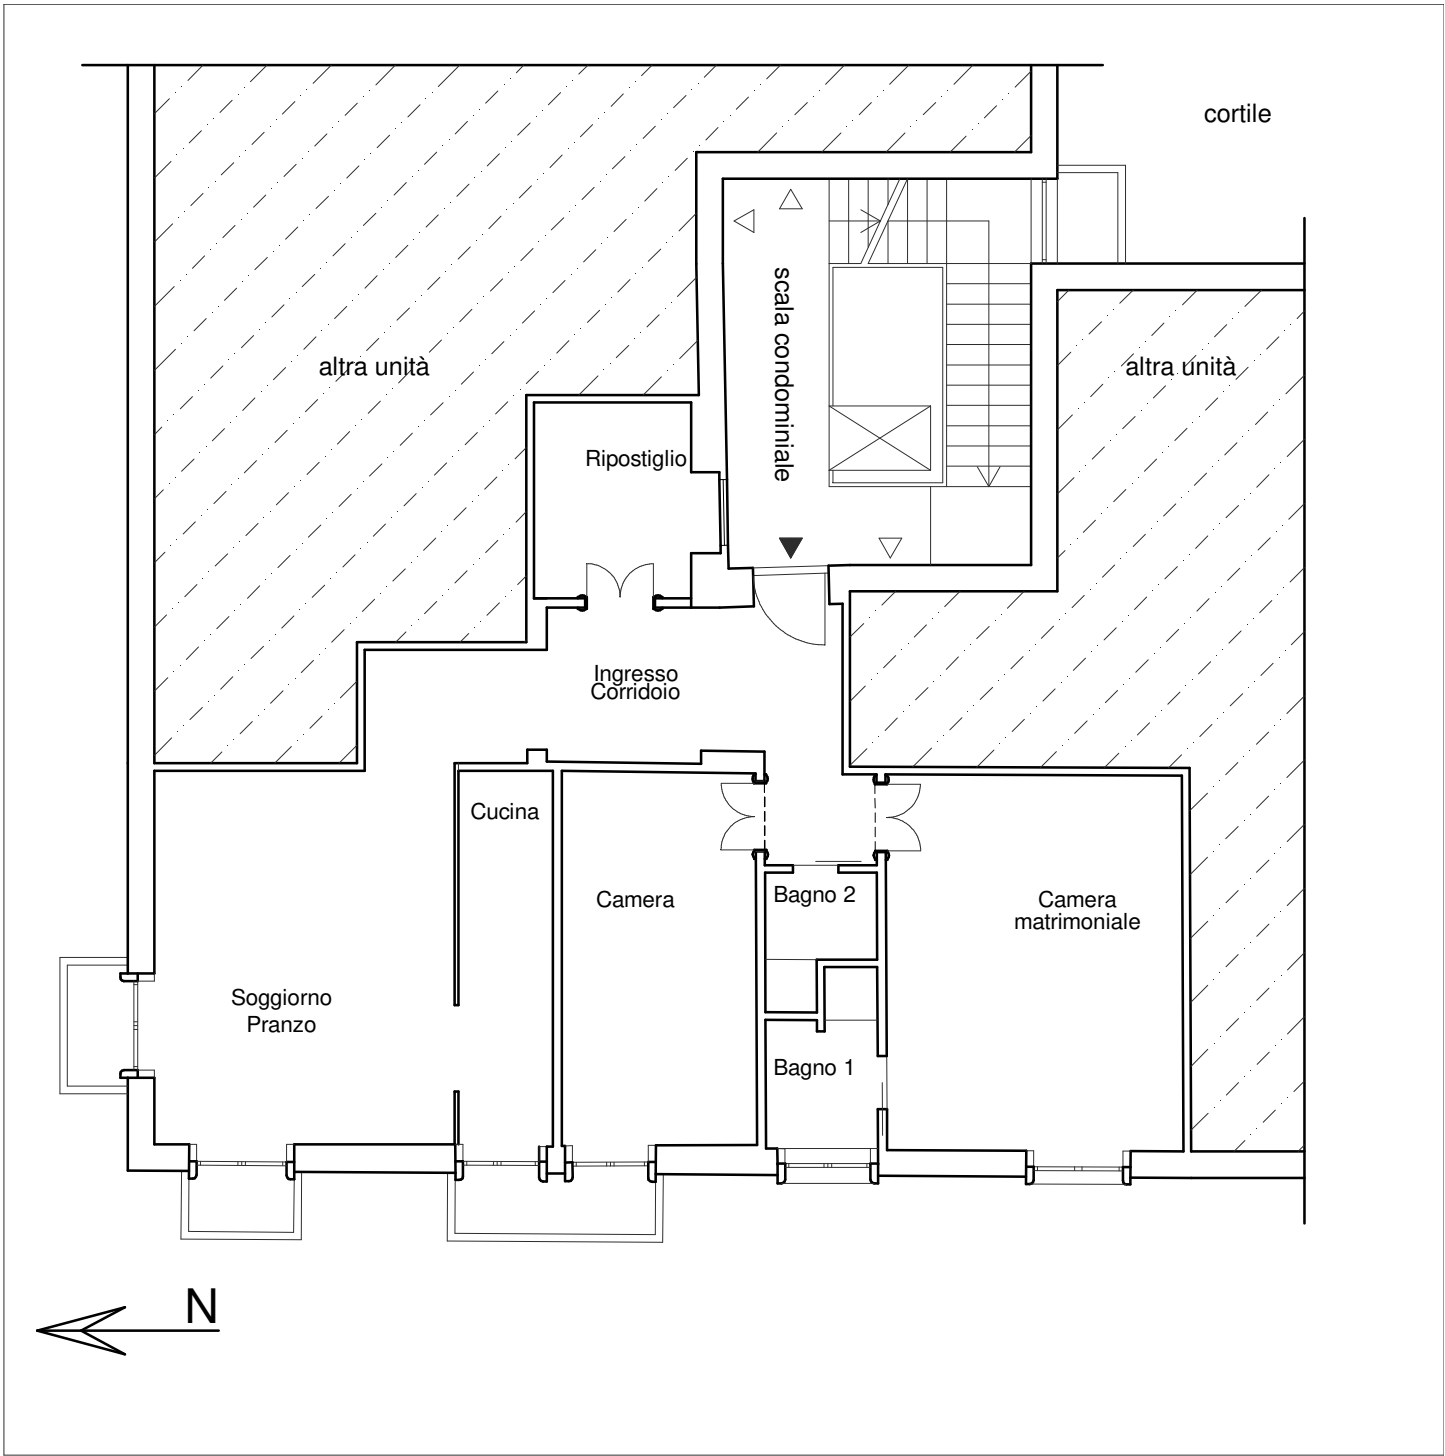 cortile
altra unità
altra unità
scala condominiale
Ripostiglio
Ingresso
Corridoio
Cucina
Camera
Bagno 2
Camera
matrimoniale
Soggiorno
Pranzo
Bagno 1
N